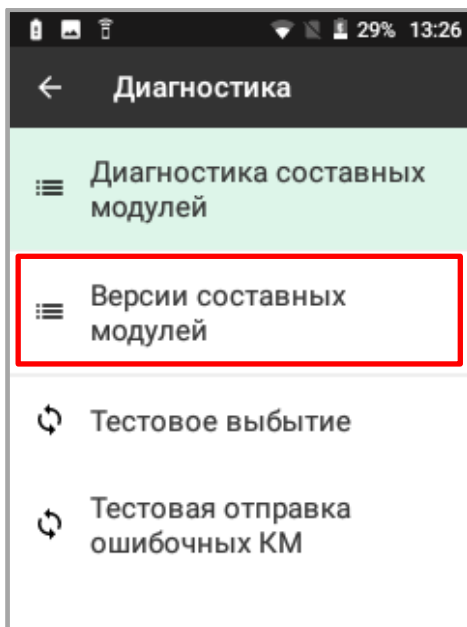 29% 13:26
Диагностика
Диагностика составных
модулей
Версии составных
модулей
Тестовое выбытие
Тестовая отправка
ошибочных КМ